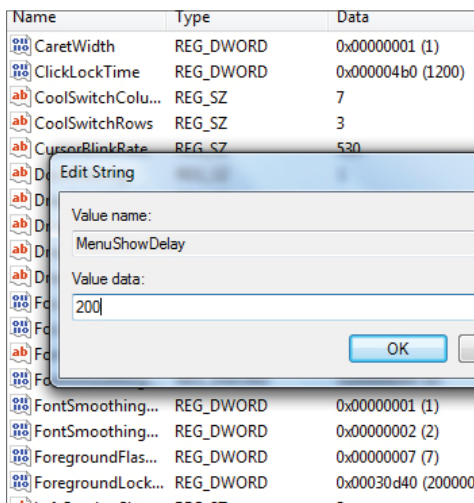 Name Type Data
CaretWidth REG_DWORD 0x00000001 (1)
ClickLockTime REG_DWORD 0x000004b0 (1200)
CoolSwitchColu... REG_SZ 7
CoolSwitchRows REG_SZ 3
CursorBlinkRate REG_SZ 530
Edit String
Value name:
MenuShowDelay
Value data:
200
OK
FontSmoothing... REG_DWORD 0x00000001 (1)
FontSmoothing... REG_DWORD 0x00000002 (2)
ForegroundFlas... REG_DWORD 0x00000007 (7)
ForegroundLock... REG_DWORD 0x00030d40 (200000